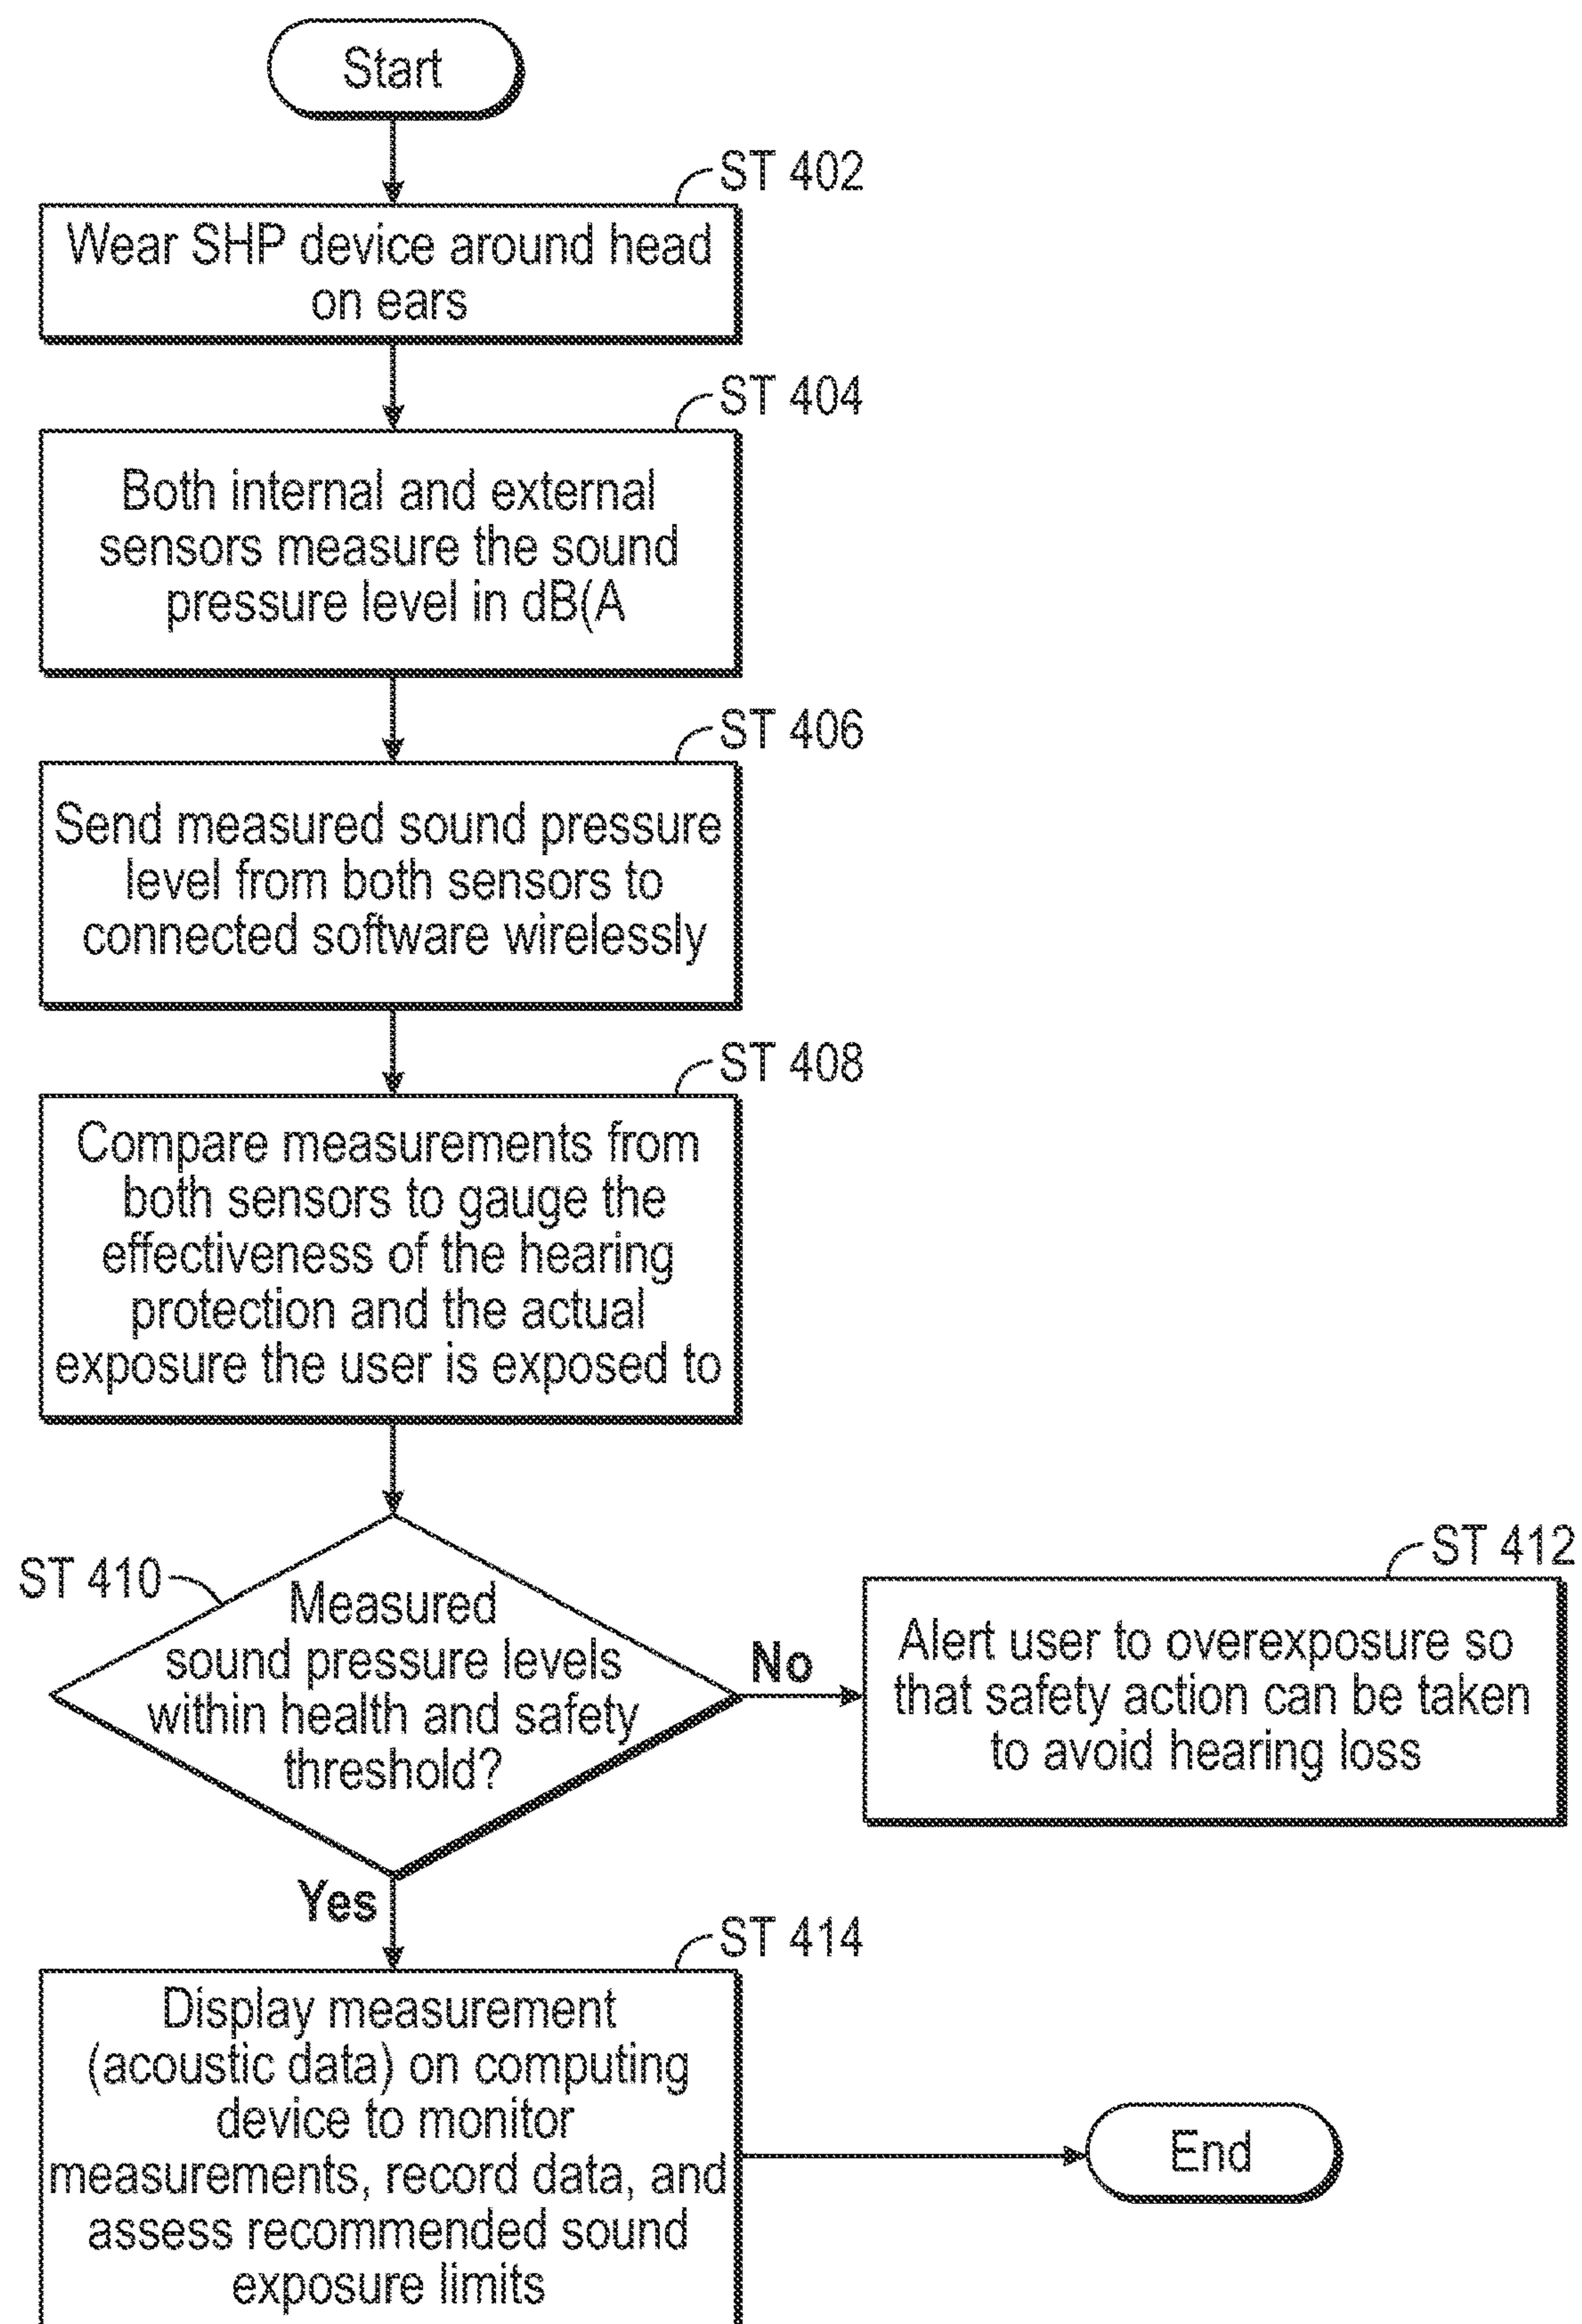 Start
ST 402
Wear SHP device around head
on ears
ST 404
Both internal and external
sensors measure the sound
pressure level in dB(A
ST 406
Send measured sound pressure
level from both sensors to
connected software wirelessly
ST 408
Compare measurements from
both sensors to gauge the
effectiveness of the hearing
protection and the actual
exposure the user is exposed to
ST 410
Measured
sound pressure levels
within health and safety
threshold?
No
ST 412
Alert user to overexposure so
that safety action can be taken
to avoid hearing loss
Yes
ST 414
Display measurement
(acoustic data) on computing
device to monitor
measurements, record data, and
assess recommended sound
exposure limits
End